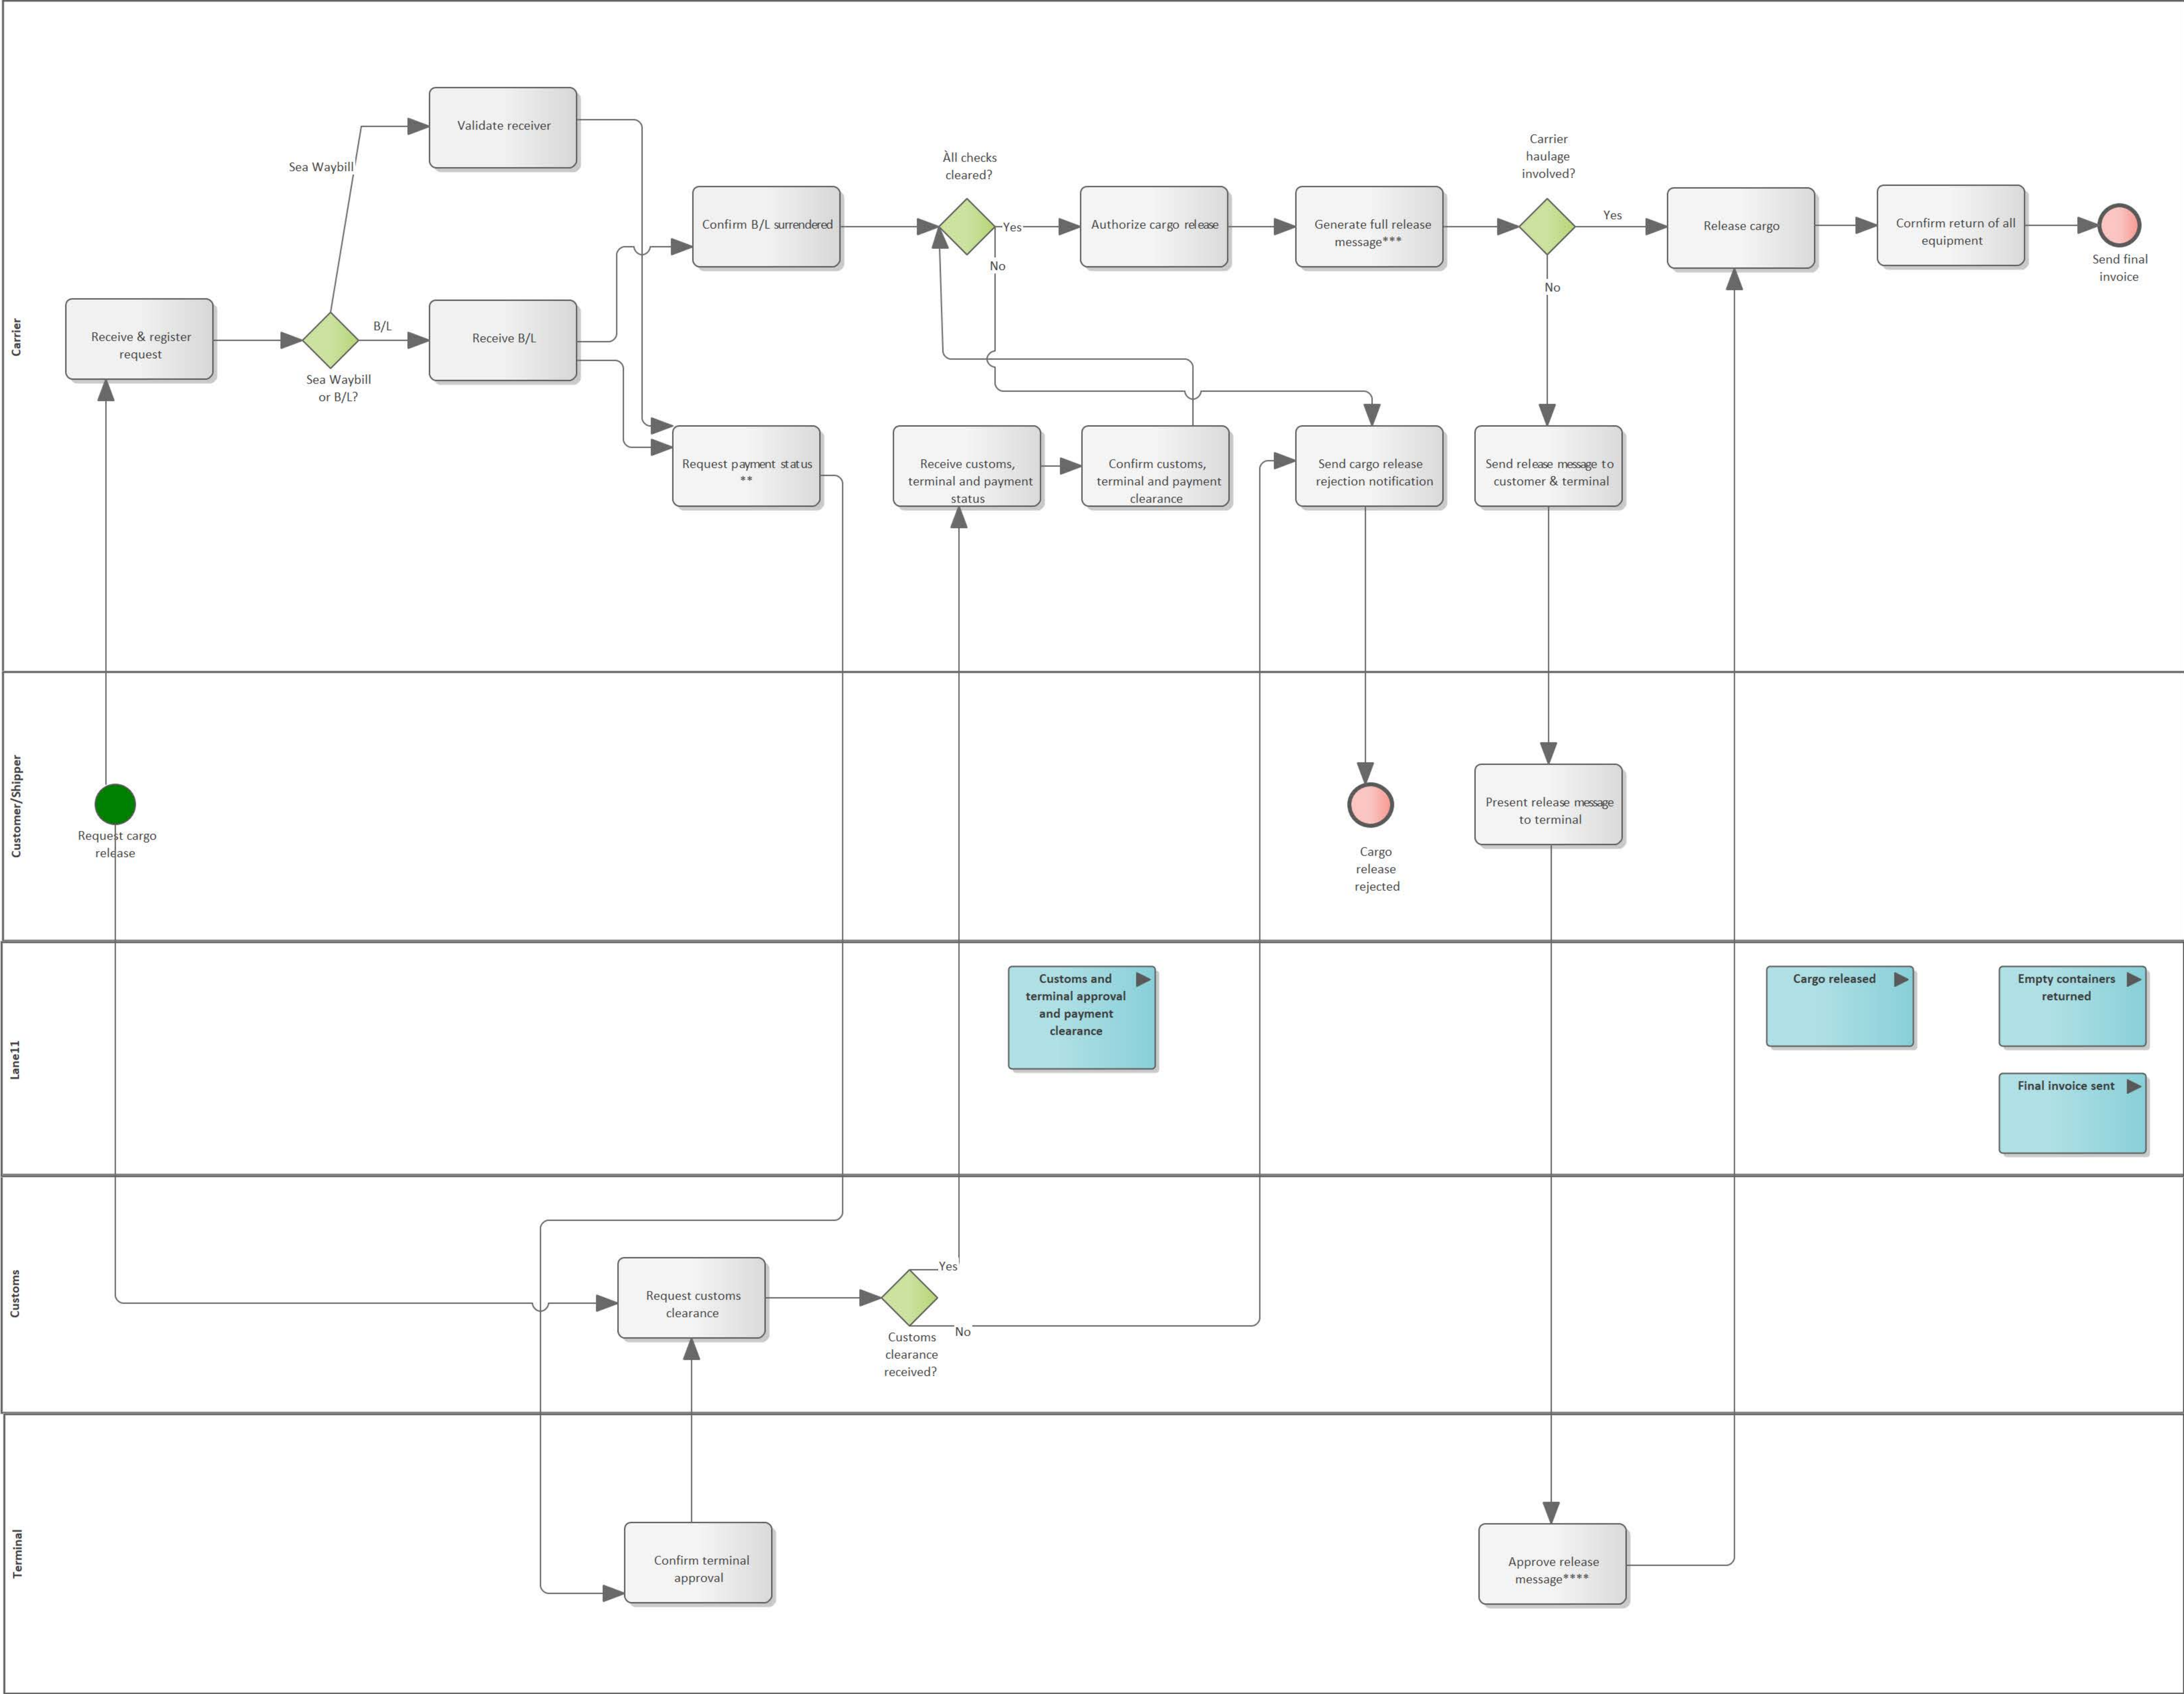 Carrier
Validate receiver
Sea Waybill
Receive & register
request
B/L
Sea Waybill
or B/L?
Receive B/L
Confirm B/L surrendered
Request payment status
**
Àll checks
cleared?
Yes
No
Authorize cargo release
Generate full release
message***
Carrier
haulage
involved?
Yes
No
Release cargo
Cornfirm return of all
equipment
Send final
invoice
Receive customs,
terminal and payment
status
Confirm customs,
terminal and payment
clearance
Send cargo release
rejection notification
Send release message to
customer & terminal
Customer/Shipper
Request cargo
release
Cargo
release
rejected
Present release message
to terminal
Lane11
Customs and
terminal approval
and payment
clearance
Cargo released
Empty containers
returned
Final invoice sent
Customs
Request customs
clearance
Yes
No
Customs
clearance
received?
Terminal
Confirm terminal
approval
Approve release
message****